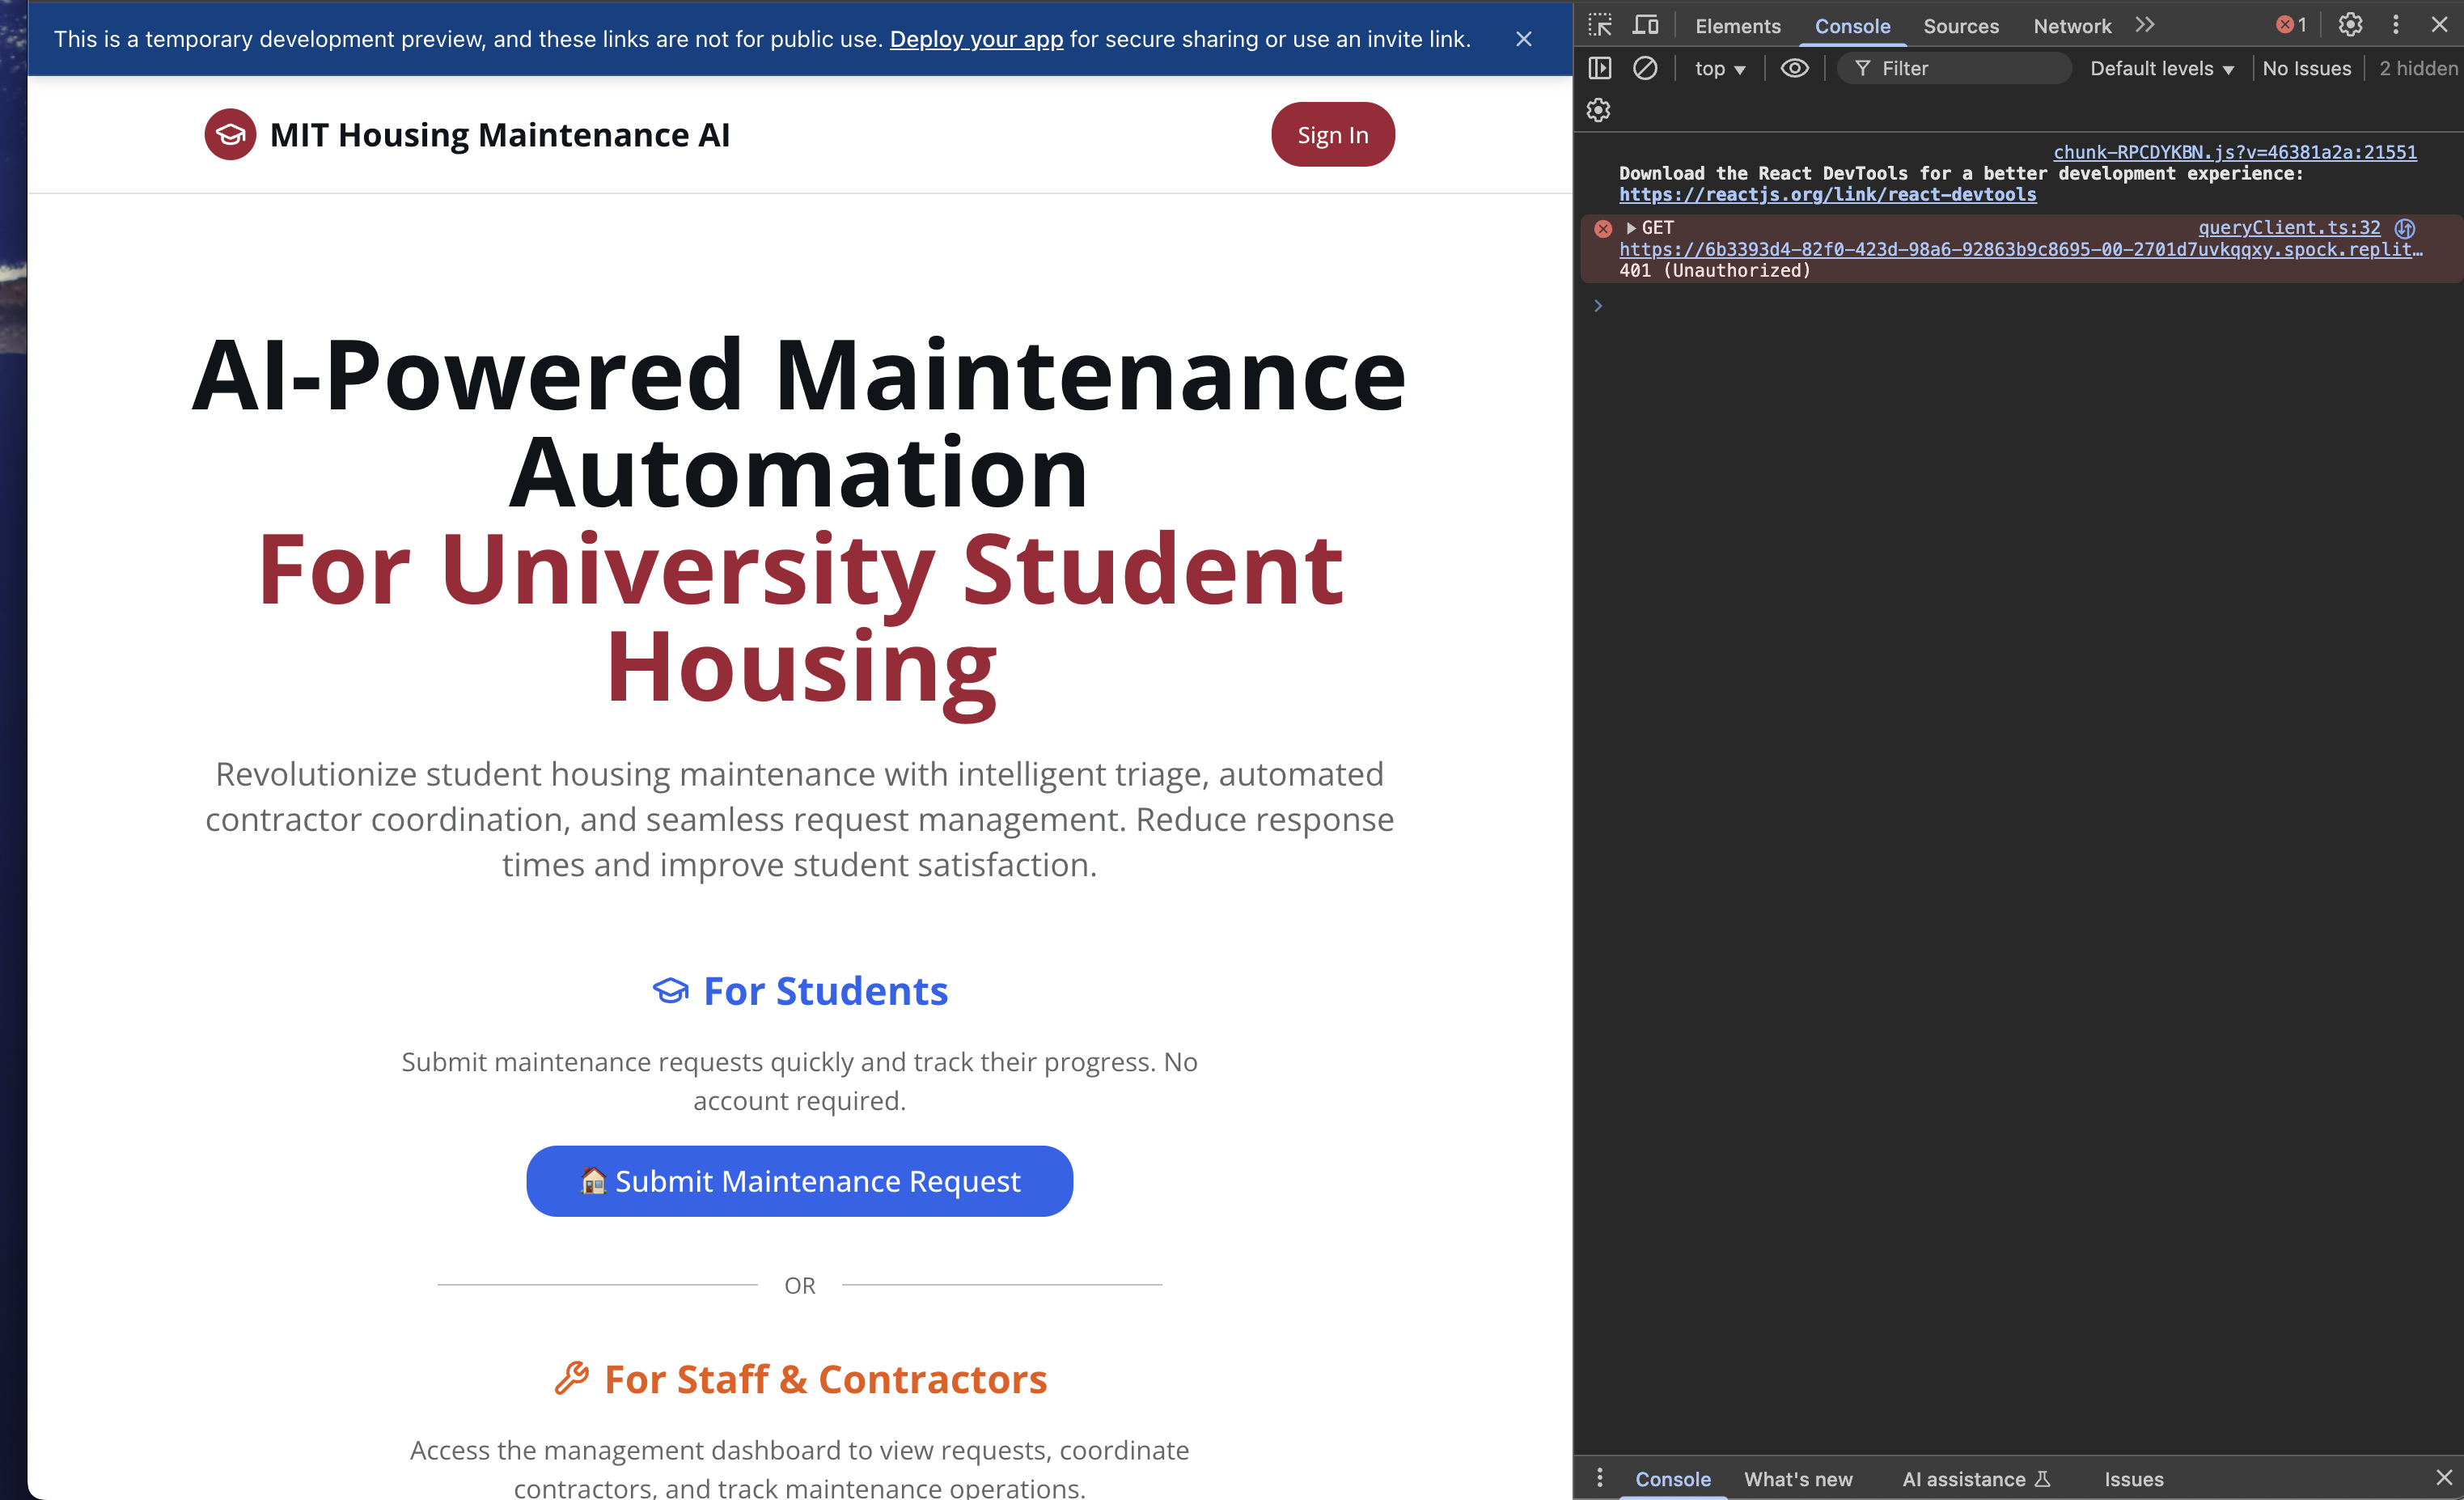 This is a temporary development preview, and these links are not for public use. Deploy your app for secure sharing or use an invite link.
MIT Housing Maintenance AI
Sign In
AI-Powered Maintenance
Automation
For University Student
Housing
Revolutionize student housing maintenance with intelligent triage, automated
contractor coordination, and seamless request management. Reduce response
times and improve student satisfaction.
For Students
Submit maintenance requests quickly and track their progress. No
account required.
🏠 Submit Maintenance Request
OR
For Staff & Contractors
Access the management dashboard to view requests, coordinate
contractors, and track maintenance operations.
Elements Console Sources Network 1
top Filter Default levels No Issues 2 hidden
chunk-RPCDYKBN.js?v=46381a2a:21551
Download the React DevTools for a better development experience:
https://reactjs.org/link/react-devtools
GET queryClient.ts:32
https://6b3393d4-82f0-423d-98a6-92863b9c8695-00-2701d7uvkqqxy.spock.replit…
401 (Unauthorized)
Console What's new AI assistance Issues